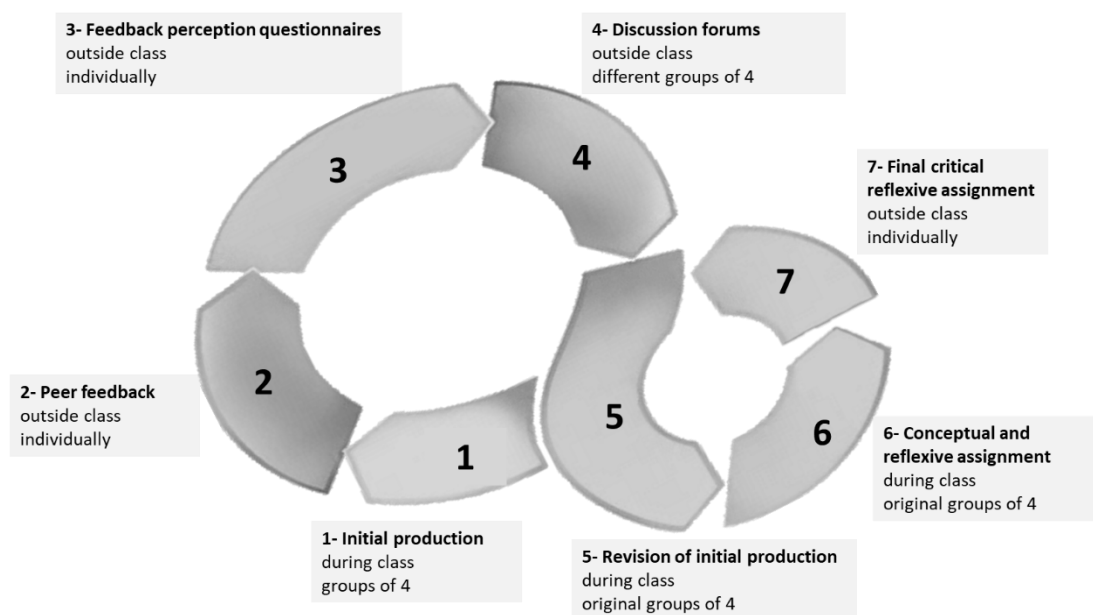 3- Feedback perception questionnaires
outside class
individually
4- Discussion forums
outside class
different groups of 4
3
4
7- Final critical
reflexive assignment
outside class
individually
7
2- Peer feedback
outside class
individually
2
1
5
6
6- Conceptual and
reflexive assignment
during class
original groups of 4
1- Initial production
during class
groups of 4
5- Revision of initial production
during class
original groups of 4